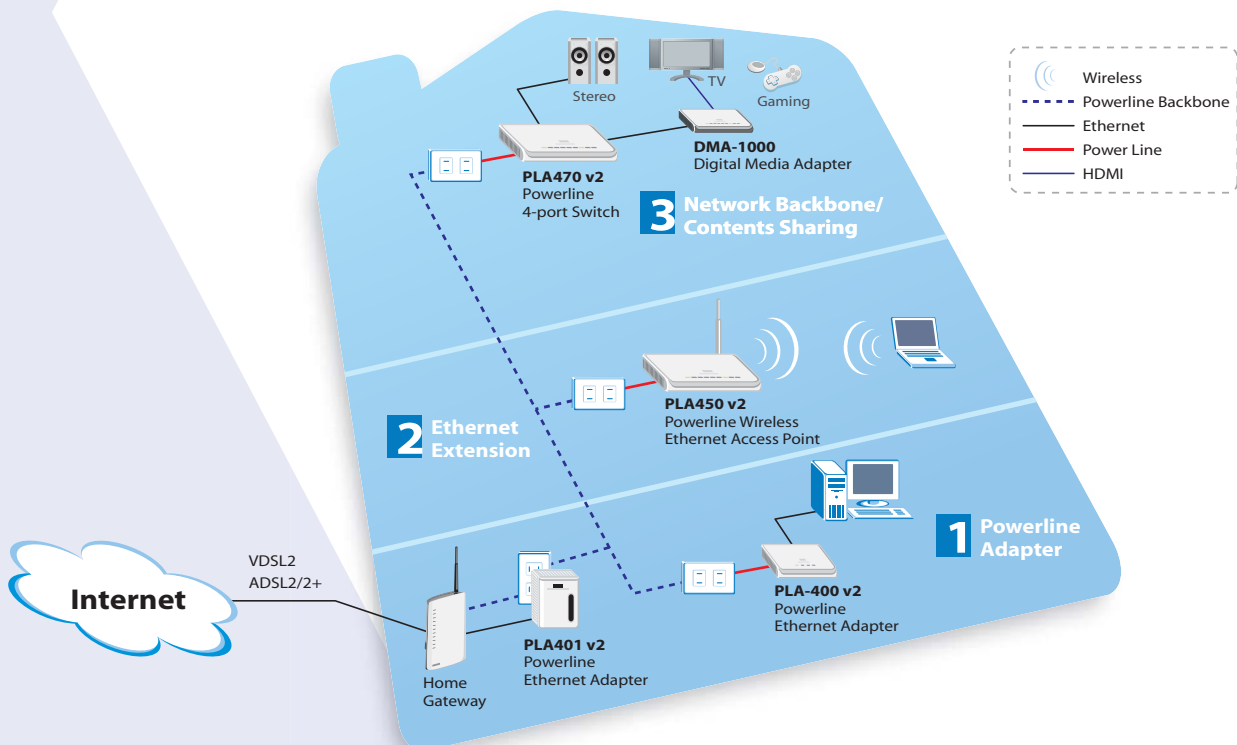 Stereo
TV
Gaming
PLA470 v2
Powerline
4-port Switch
DMA-1000
Digital Media Adapter
3 Network Backbone/
Contents Sharing
Wireless
Powerline Backbone
Ethernet
Power Line
HDMI
PLA450 v2
Powerline Wireless
Ethernet Access Point
2 Ethernet
Extension
1 Powerline
Adapter
PLA-400 v2
Powerline
Ethernet Adapter
VDSL2
ADSL2/2+
Internet
PLA401 v2
Powerline
Ethernet Adapter
Home
Gateway